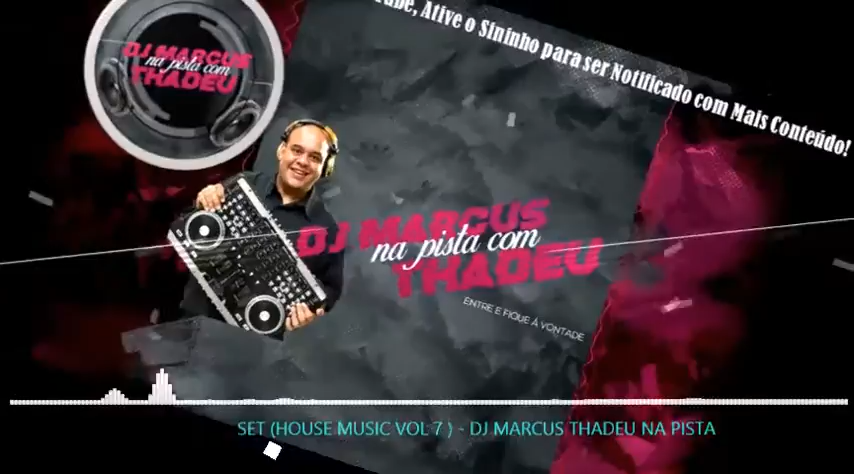 Ative o Sininho para ser Notificado com Mais Conteúdo!
DJ MARCUS
na pista com
THADEU
DJ MARCUS
na pista com
THADEU
ENTRE E FIQUE À VONTADE
SET (HOUSE MUSIC VOL 7 ) - DJ MARCUS THADEU NA PISTA